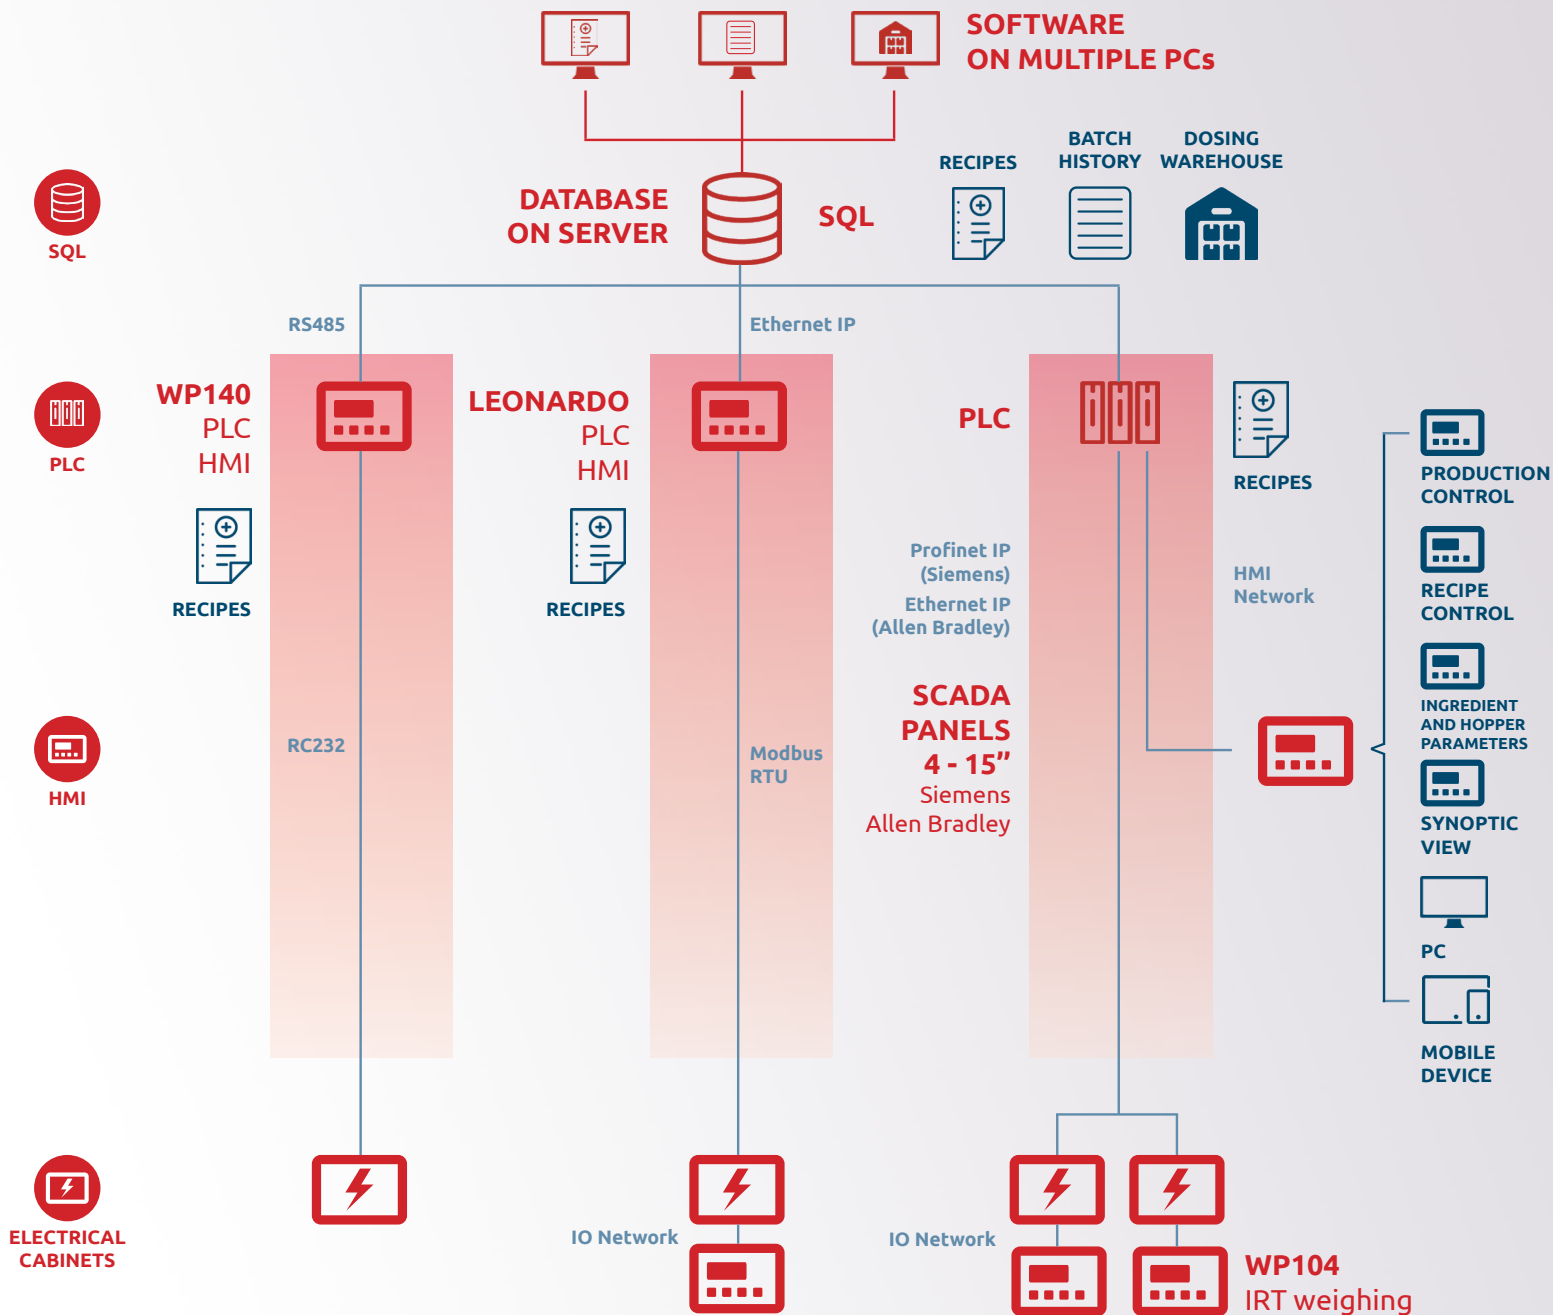 SOFTWARE
ON MULTIPLE PCs
DATABASE
ON SERVER
SQL
RECIPES
BATCH
HISTORY
DOSING
WAREHOUSE
SQL
RS485
Ethernet IP
WP140
PLC
HMI
LEONARDO
PLC
HMI
PLC
RECIPES
PLC
RECIPES
RECIPES
Profinet IP
(Siemens)
Ethernet IP
(Allen Bradley)
HMI
Network
PRODUCTION
CONTROL
RECIPE
CONTROL
INGREDIENT
AND HOPPER
PARAMETERS
SYNOPTIC
VIEW
PC
MOBILE
DEVICE
SCADA
PANELS
4 - 15”
Siemens
Allen Bradley
RC232
Modbus
RTU
HMI
ELECTRICAL
CABINETS
IO Network
IO Network
WP104
IRT weighing